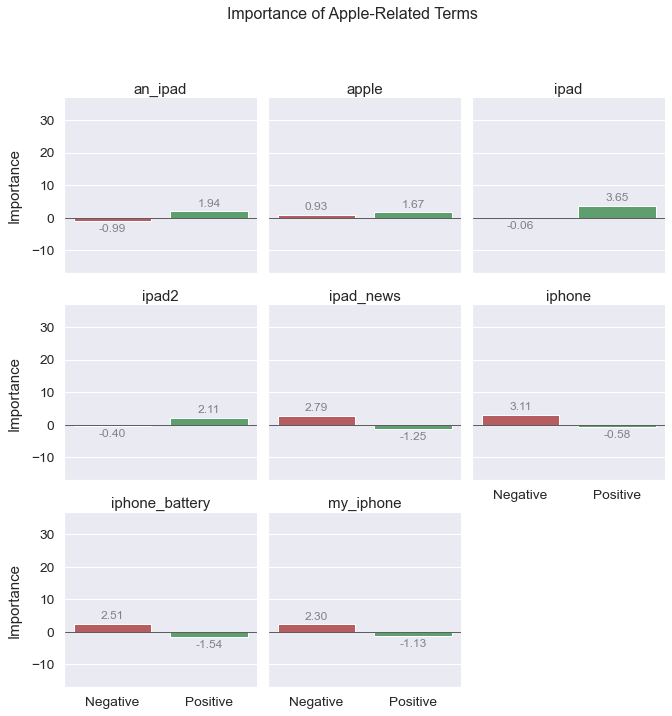 Importance of Apple-Related Terms
an_ipad apple ipad
Importance
30
20
10
0
−10
-0.99 1.94
0.93 1.67
-0.06 3.65
ipad2 ipad_news iphone
Importance
30
20
10
0
−10
-0.40 2.11
2.79 -1.25
3.11 -0.58
Negative Positive
iphone_battery my_iphone
Importance
30
20
10
0
−10
2.51 -1.54
2.30 -1.13
Negative Positive Negative Positive